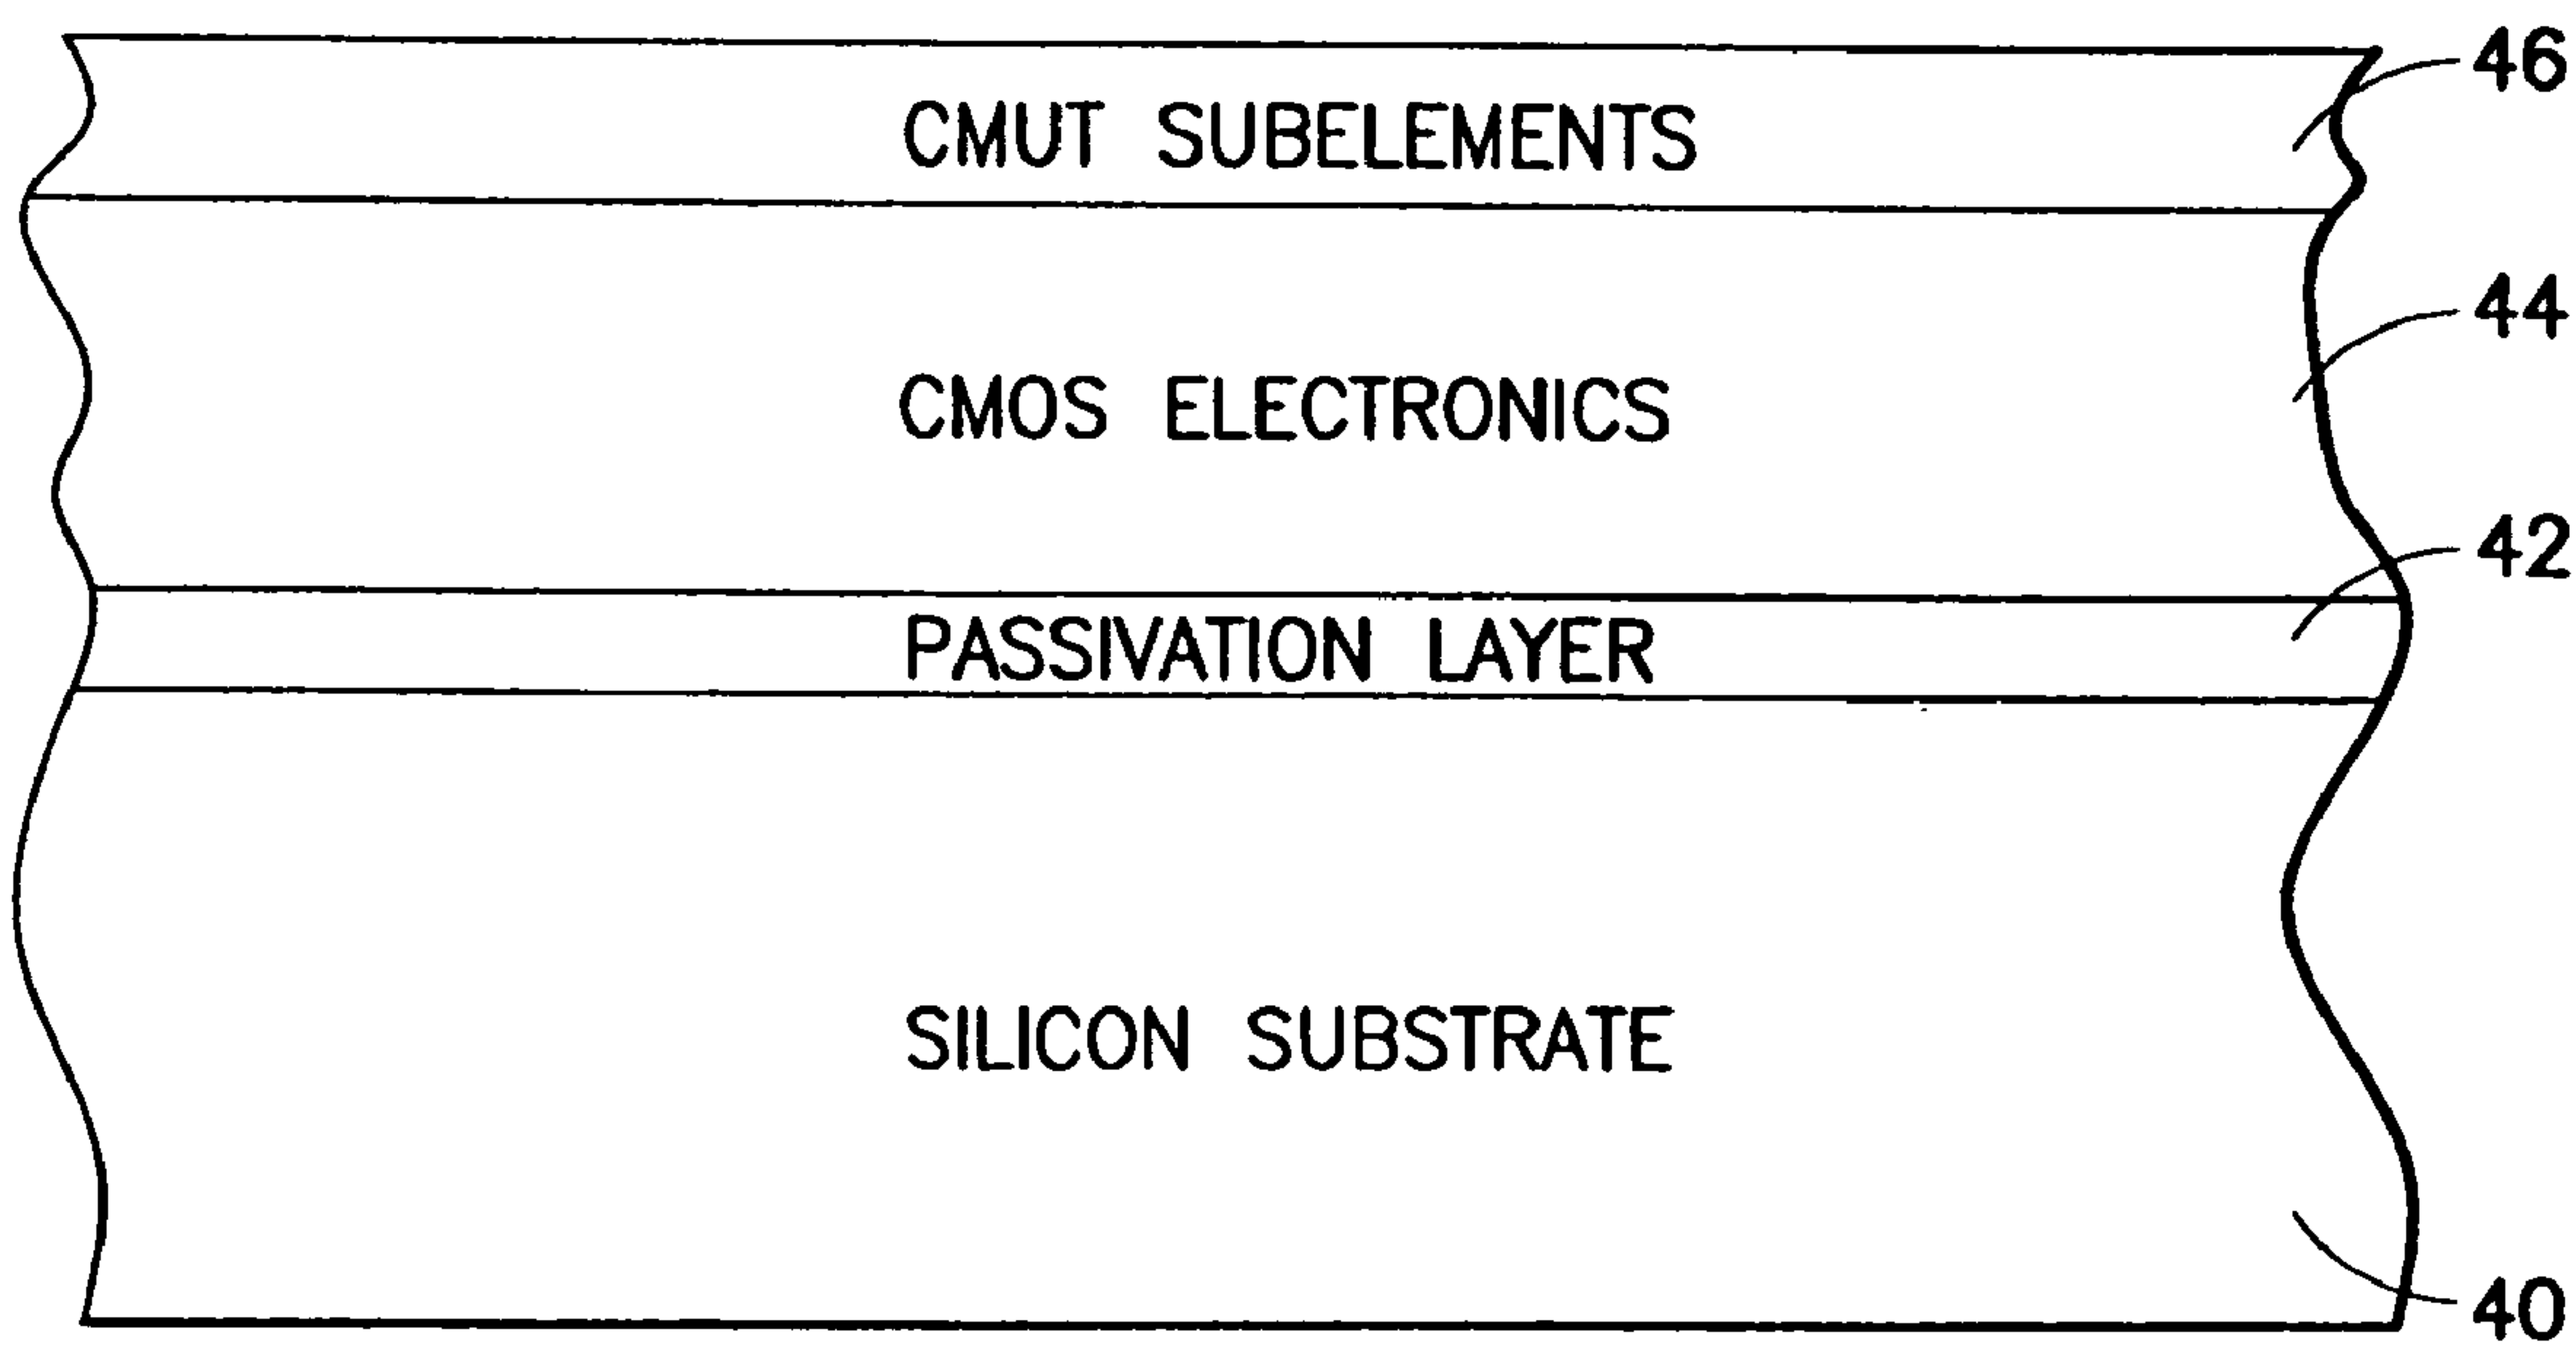 CMUT SUBELEMENTS
46
CMOS ELECTRONICS
44
PASSIVATION LAYER
42
SILICON SUBSTRATE
40